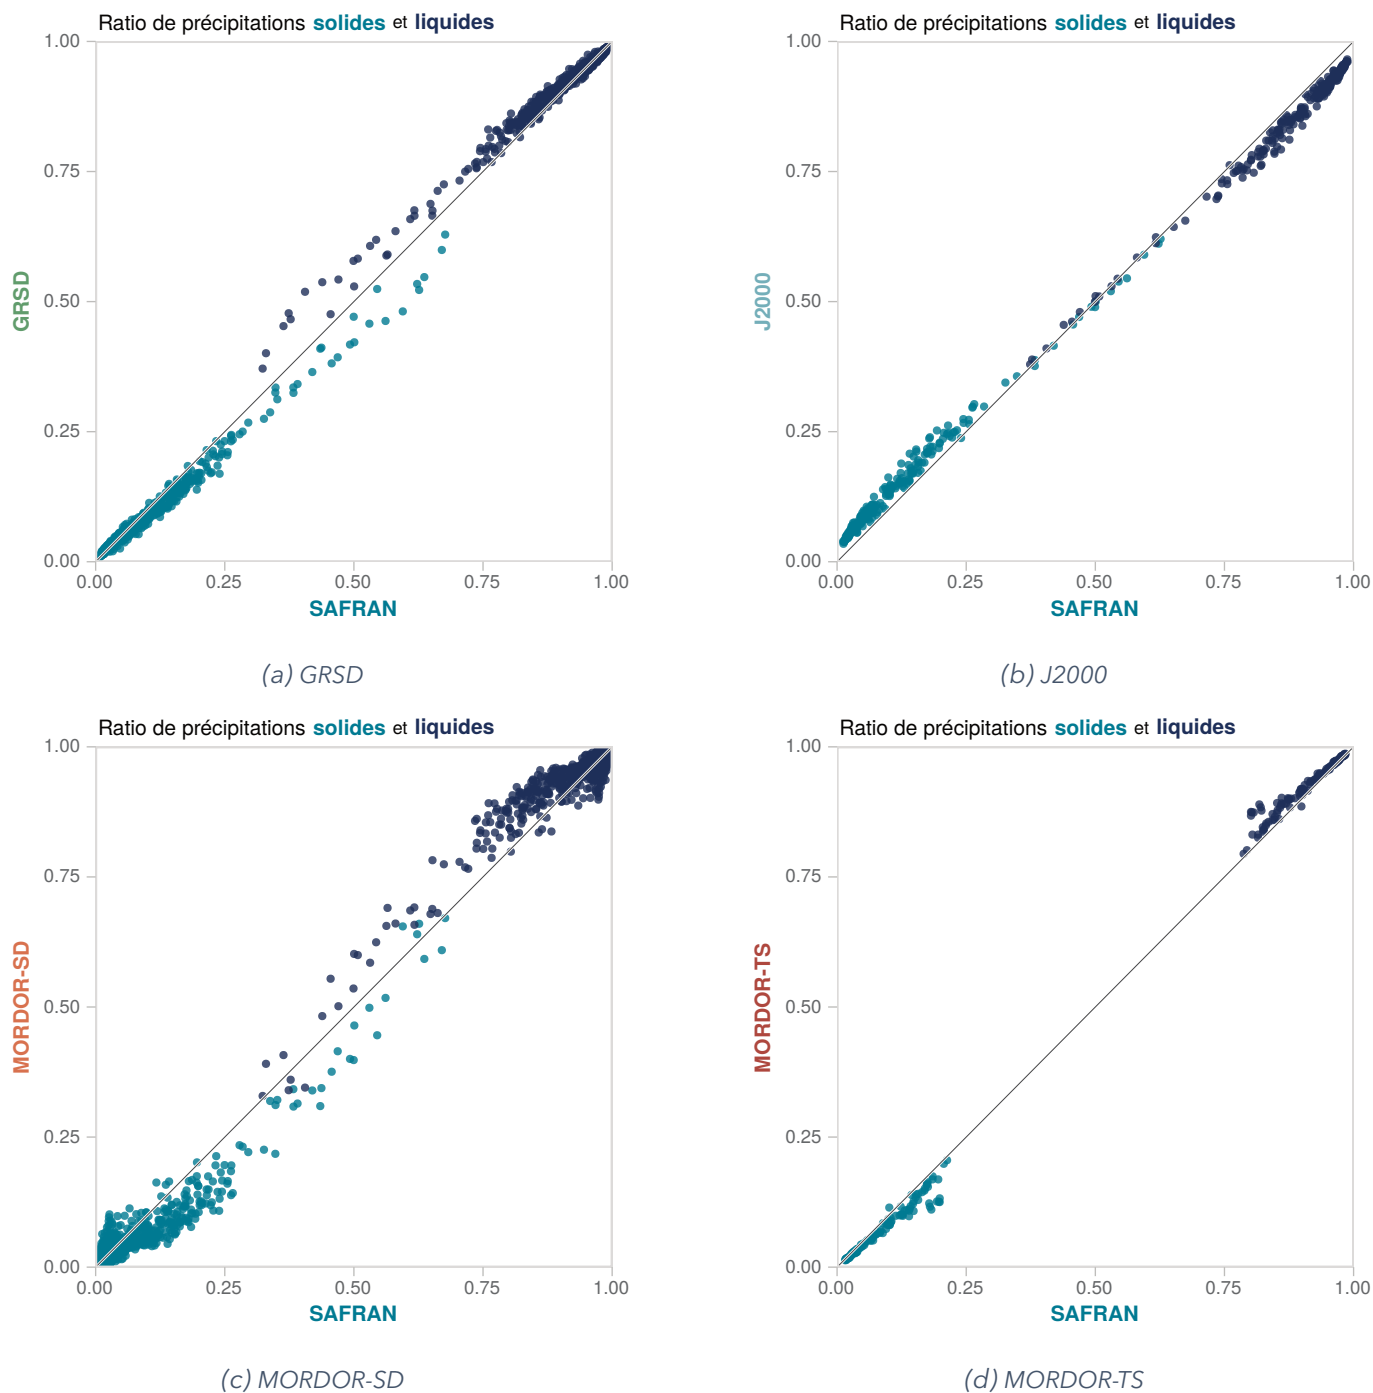 Ratio de précipitations solides et liquides
1.00
0.75
0.50
0.25
0.00
GRSD
0.00 0.25 0.50 0.75 1.00
SAFRAN
(a) GRSD
Ratio de précipitations solides et liquides
1.00
0.75
0.50
0.25
0.00
J2000
0.00 0.25 0.50 0.75 1.00
SAFRAN
(b) J2000
Ratio de précipitations solides et liquides
1.00
0.75
0.50
0.25
0.00
MORDOR-SD
0.00 0.25 0.50 0.75 1.00
SAFRAN
(c) MORDOR-SD
Ratio de précipitations solides et liquides
1.00
0.75
0.50
0.25
0.00
MORDOR-TS
0.00 0.25 0.50 0.75 1.00
SAFRAN
(d) MORDOR-TS